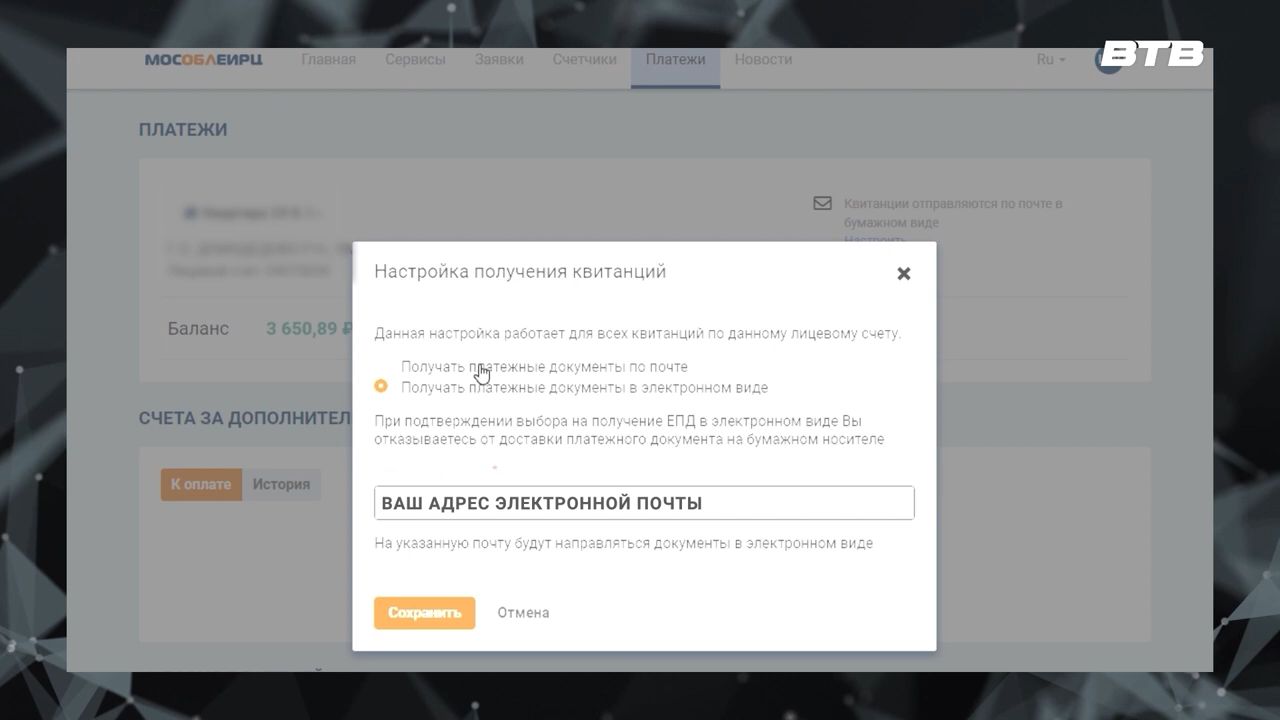 МОСОБЛЕИРЦ Главная Сервисы Заявки Счетчики Платежи Новости Ru
ВТВ
ПЛАТЕЖИ
Квитанции отправляются по почте в
бумажном виде
Настроить
Баланс 3 650,89 ₽
Настройка получения квитанций
Данная настройка работает для всех квитанций по данному лицевому счету.
Получать платежные документы по почте
Получать платежные документы в электронном виде
При подтверждении выбора на получение ЕПД в электронном виде Вы
отказываетесь от доставки платежного документа на бумажном носителе
СЧЕТА ЗА ДОПОЛНИТЕЛ
К оплате История
ВАШ АДРЕС ЭЛЕКТРОННОЙ ПОЧТЫ
На указанную почту будут направляться документы в электронном виде
Сохранить Отмена